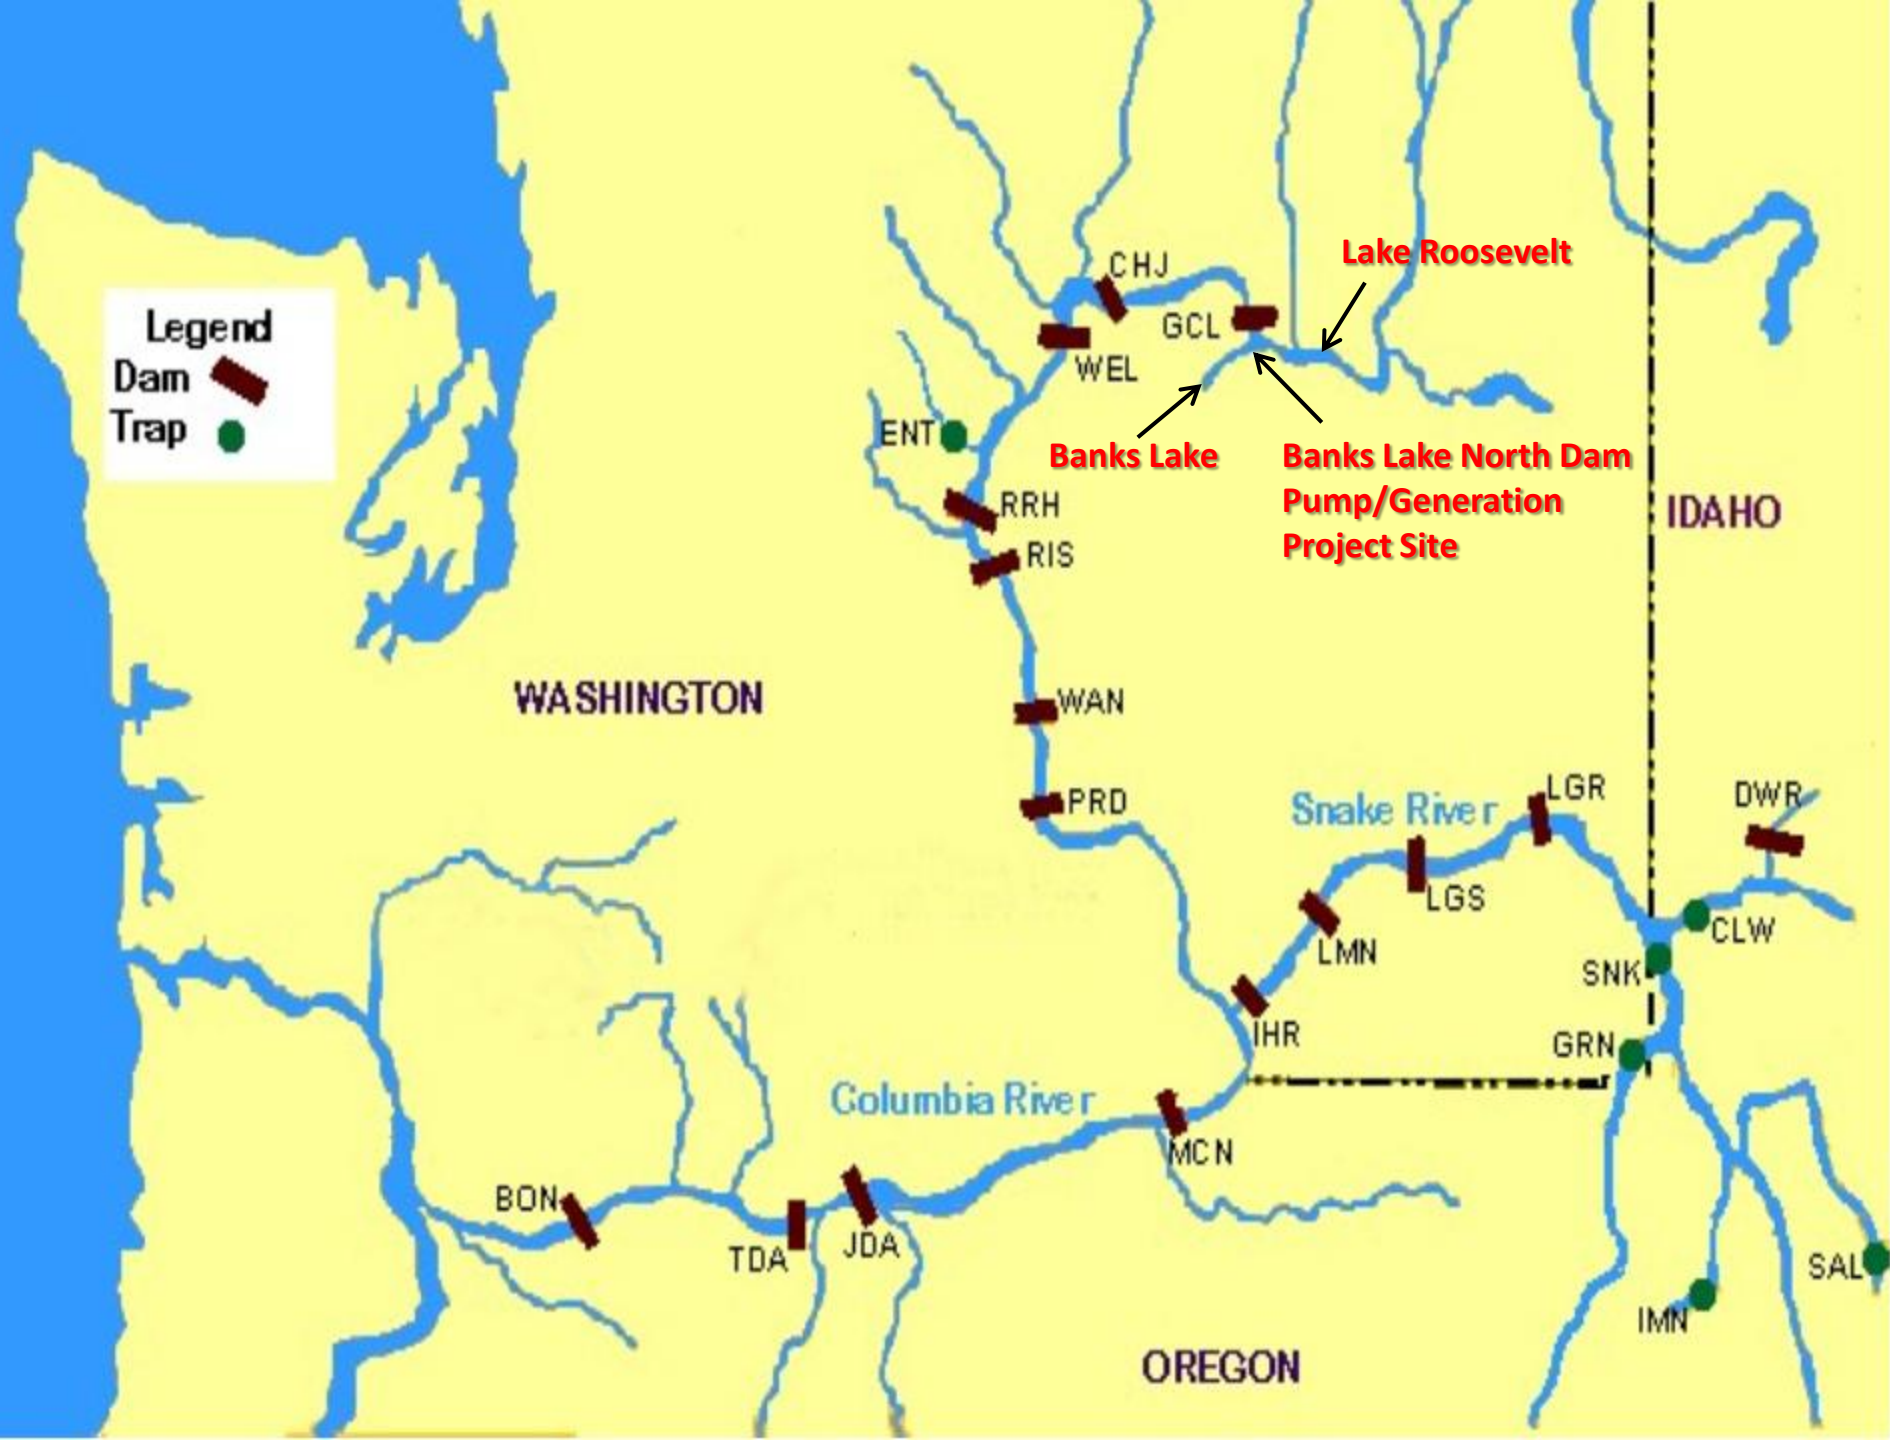 CHJ
Lake Roosevelt
GCL
Legend
Dam
Trap
WEL
ENT
Banks Lake
Banks Lake North Dam
Pump/Generation
Project Site
RRH
IDAHO
RIS
WASHINGTON
WAN
PRD
Snake River
LGR
DWR
LGS
CLW
LMN
SNK
IHR
GRN
Columbia River
MCN
BON
TDA
JDA
SAL
IMN
OREGON